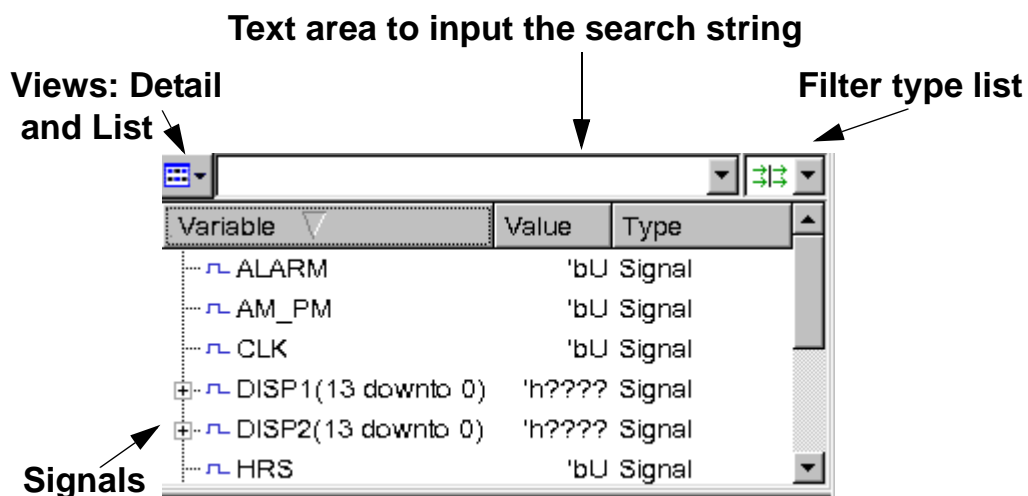 Text area to input the search string
Views: Detail
and List
Filter type list
Variable Value Type
ALARM 'bU Signal
AM_PM 'bU Signal
CLK 'bU Signal
DISP1(13 downto 0) 'h???? Signal
DISP2(13 downto 0) 'h???? Signal
HRS 'bU Signal
Signals